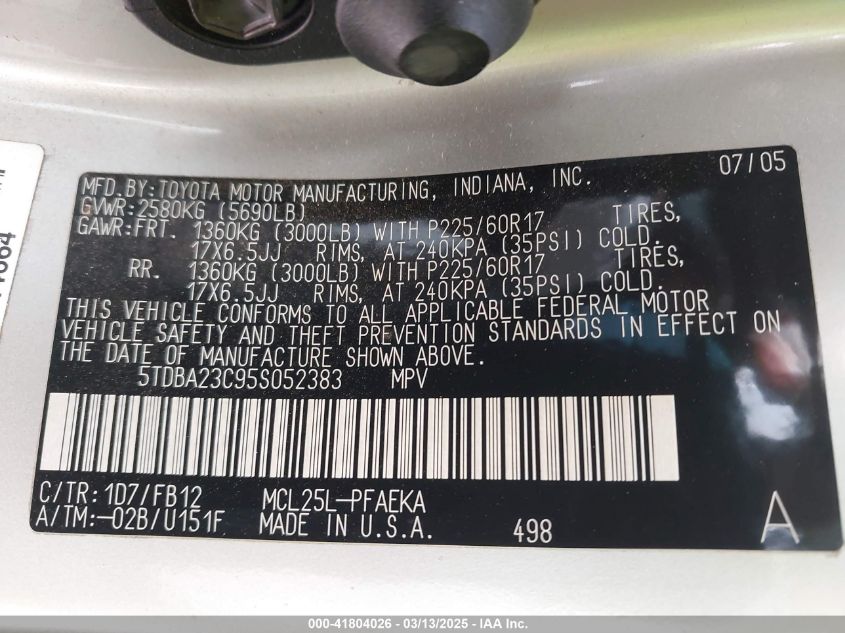 MFD.BY:TOYOTA MOTOR MANUFACTURING, INDIANA, INC. 07/05
GVWR:2580KG (5690LB)
GAWR:FRT. 1360KG (3000LB) WITH P225/60R17 TIRES,
17X6.5JJ RIMS, AT 240KPA (35PSI) COLD.
RR. 1360KG (3000LB) WITH P225/60R17 TIRES,
17X6.5JJ RIMS, AT 240KPA (35PSI) COLD.
THIS VEHICLE CONFORMS TO ALL APPLICABLE FEDERAL MOTOR
VEHICLE SAFETY AND THEFT PREVENTION STANDARDS IN EFFECT ON
THE DATE OF MANUFACTURE SHOWN ABOVE.
5TDBA23C95S052383 MPV
C/TR: 1D7/FB12 MCL25L-PFAEKA
A/TM:-02B/U151F MADE IN U.S.A. 498 A
000-41804026 - 03/13/2025 - IAA Inc.